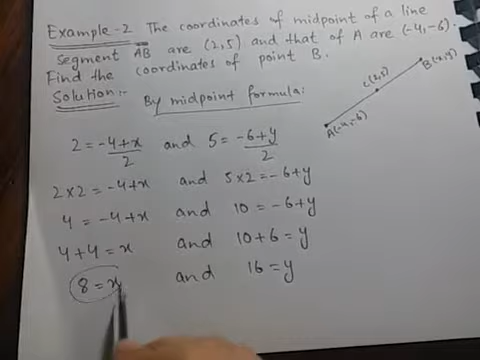 Example-2 The coordinates of midpoint of a line
segment AB are (2,5) and that of A are (-4,-6).
Find the coordinates of point B.
Solution:- By midpoint formula:
A(-4,-6) C(2,5) B(x,y)
2 = -4+x/2 and 5 = -6+y/2
2×2 = -4+x and 5×2 = -6+y
4 = -4+x and 10 = -6+y
4+4 = x and 10+6 = y
8 = x and 16 = y